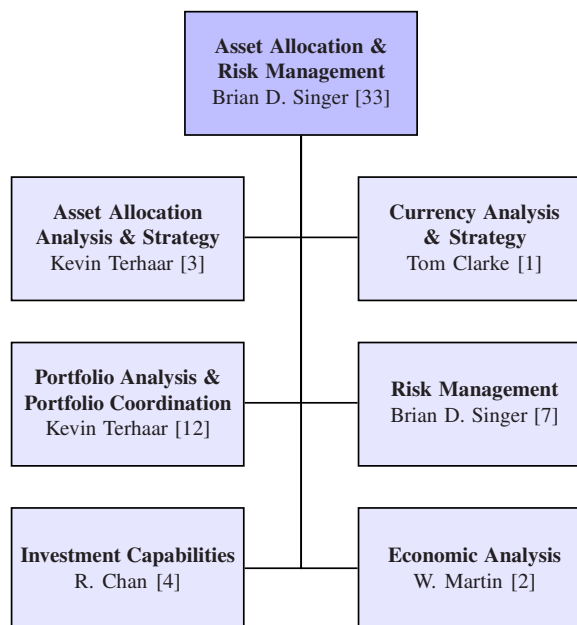 Asset Allocation &
Risk Management
Brian D. Singer [33]
Asset Allocation
Analysis & Strategy
Kevin Terhaar [3]
Currency Analysis
& Strategy
Tom Clarke [1]
Portfolio Analysis &
Portfolio Coordination
Kevin Terhaar [12]
Risk Management
Brian D. Singer [7]
Investment Capabilities
R. Chan [4]
Economic Analysis
W. Martin [2]